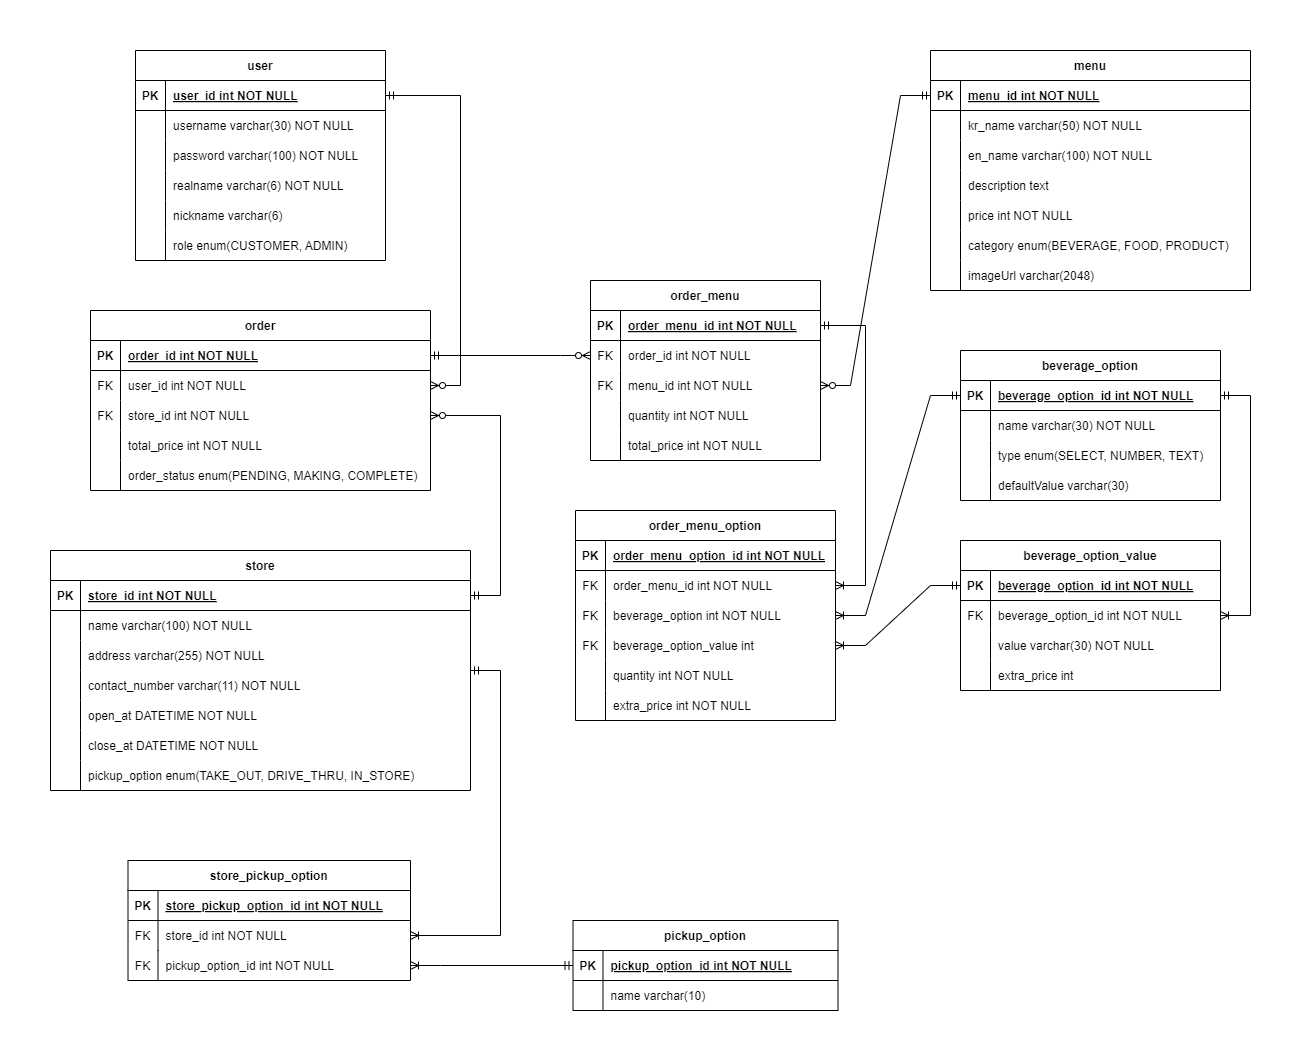 user
PK user_id int NOT NULL
username varchar(30) NOT NULL
password varchar(100) NOT NULL
realname varchar(6) NOT NULL
nickname varchar(6)
role enum(CUSTOMER, ADMIN)
order
PK order_id int NOT NULL
FK user_id int NOT NULL
FK store_id int NOT NULL
total_price int NOT NULL
order_status enum(PENDING, MAKING, COMPLETE)
store
PK store_id int NOT NULL
name varchar(100) NOT NULL
address varchar(255) NOT NULL
contact_number varchar(11) NOT NULL
open_at DATETIME NOT NULL
close_at DATETIME NOT NULL
pickup_option enum(TAKE_OUT, DRIVE_THRU, IN_STORE)
store_pickup_option
PK store_pickup_option_id int NOT NULL
FK store_id int NOT NULL
FK pickup_option_id int NOT NULL
order_menu
PK order_menu_id int NOT NULL
FK order_id int NOT NULL
FK menu_id int NOT NULL
quantity int NOT NULL
total_price int NOT NULL
order_menu_option
PK order_menu_option_id int NOT NULL
FK order_menu_id int NOT NULL
FK beverage_option int NOT NULL
FK beverage_option_value int
quantity int NOT NULL
extra_price int NOT NULL
pickup_option
PK pickup_option_id int NOT NULL
name varchar(10)
menu
PK menu_id int NOT NULL
kr_name varchar(50) NOT NULL
en_name varchar(100) NOT NULL
description text
price int NOT NULL
category enum(BEVERAGE, FOOD, PRODUCT)
imageUrl varchar(2048)
beverage_option
PK beverage_option_id int NOT NULL
name varchar(30) NOT NULL
type enum(SELECT, NUMBER, TEXT)
defaultValue varchar(30)
beverage_option_value
PK beverage_option_id int NOT NULL
FK beverage_option_id int NOT NULL
value varchar(30) NOT NULL
extra_price int